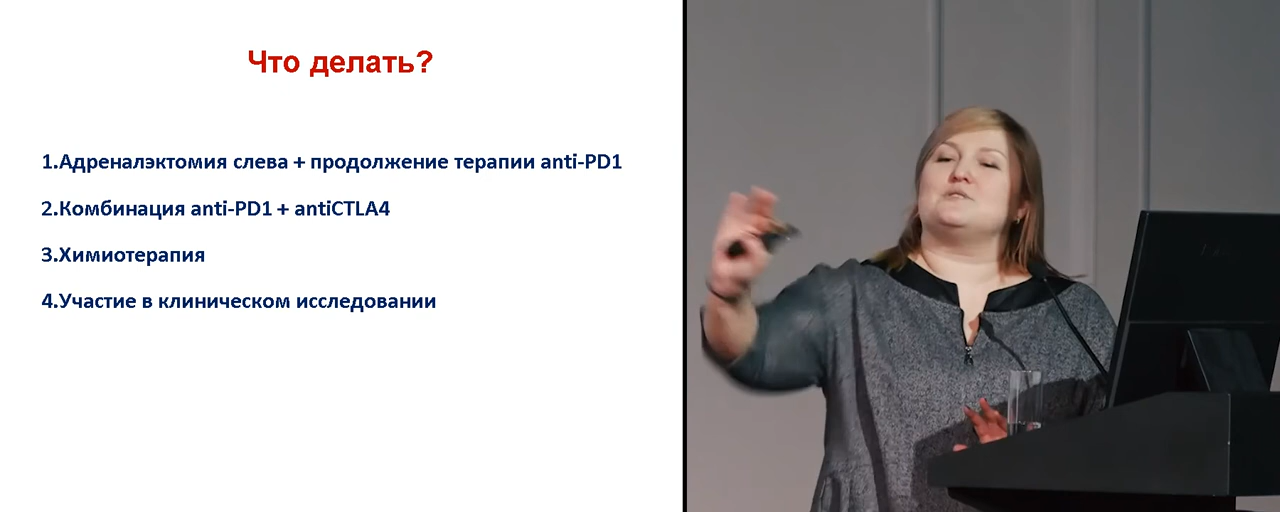 Что делать?
1.Адреналэктомия слева + продолжение терапии anti-PD1
2.Комбинация anti-PD1 + antiCTLA4
3.Химиотерапия
4.Участие в клиническом исследовании